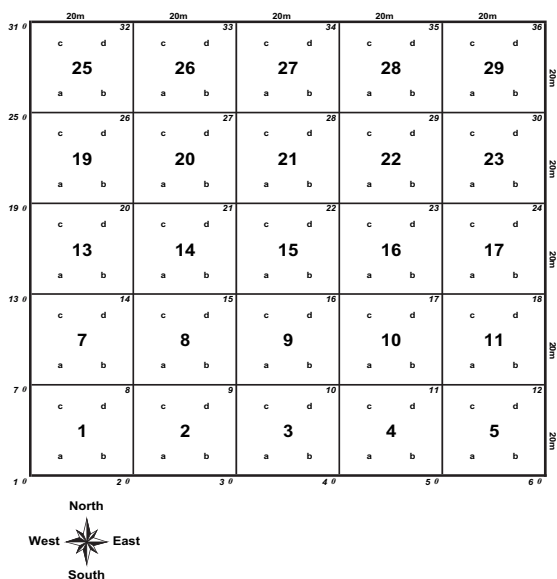 20m 20m 20m 20m 20m
31 0 32 33 34 35 36
c d c d c d c d c d
25 26 27 28 29
20m
a b a b a b a b a b
25 0 26 27 28 29 30
c d c d c d c d c d
19 20 21 22 23
20m
a b a b a b a b a b
19 0 20 21 22 23 24
c d c d c d c d c d
13 14 15 16 17
20m
a b a b a b a b a b
13 0 14 15 16 17 18
c d c d c d c d c d
7 8 9 10 11
20m
a b a b a b a b a b
7 0 8 9 10 11 12
c d c d c d c d c d
1 2 3 4 5
20m
a b a b a b a b a b
1 0 2 0 3 0 4 0 5 0 6 0
North
West East
South